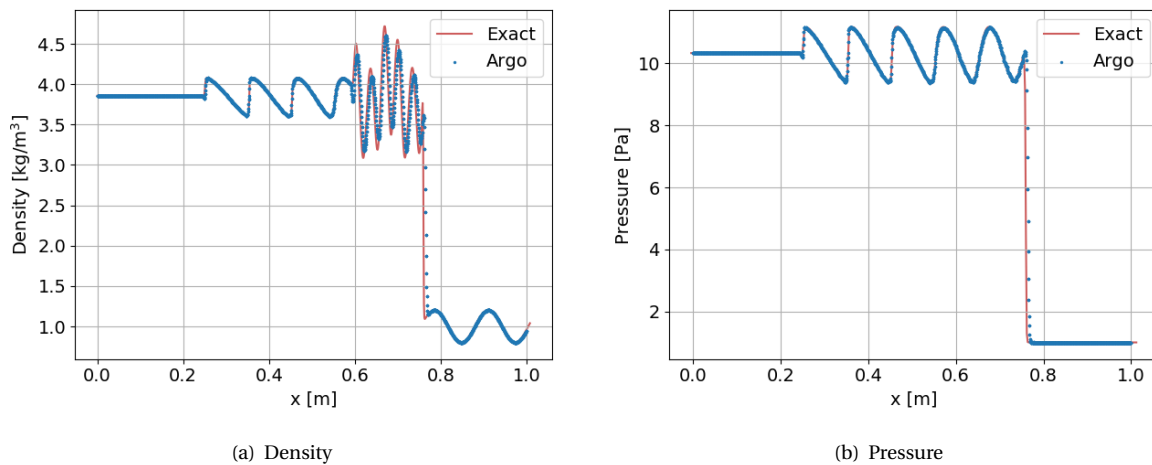 Density [kg/m³]
4.5
4.0
3.5
3.0
2.5
2.0
1.5
1.0
0.0 0.2 0.4 0.6 0.8 1.0
x [m]
Exact
Argo
(a) Density
Pressure [Pa]
10
8
6
4
2
0.0 0.2 0.4 0.6 0.8 1.0
x [m]
Exact
Argo
(b) Pressure